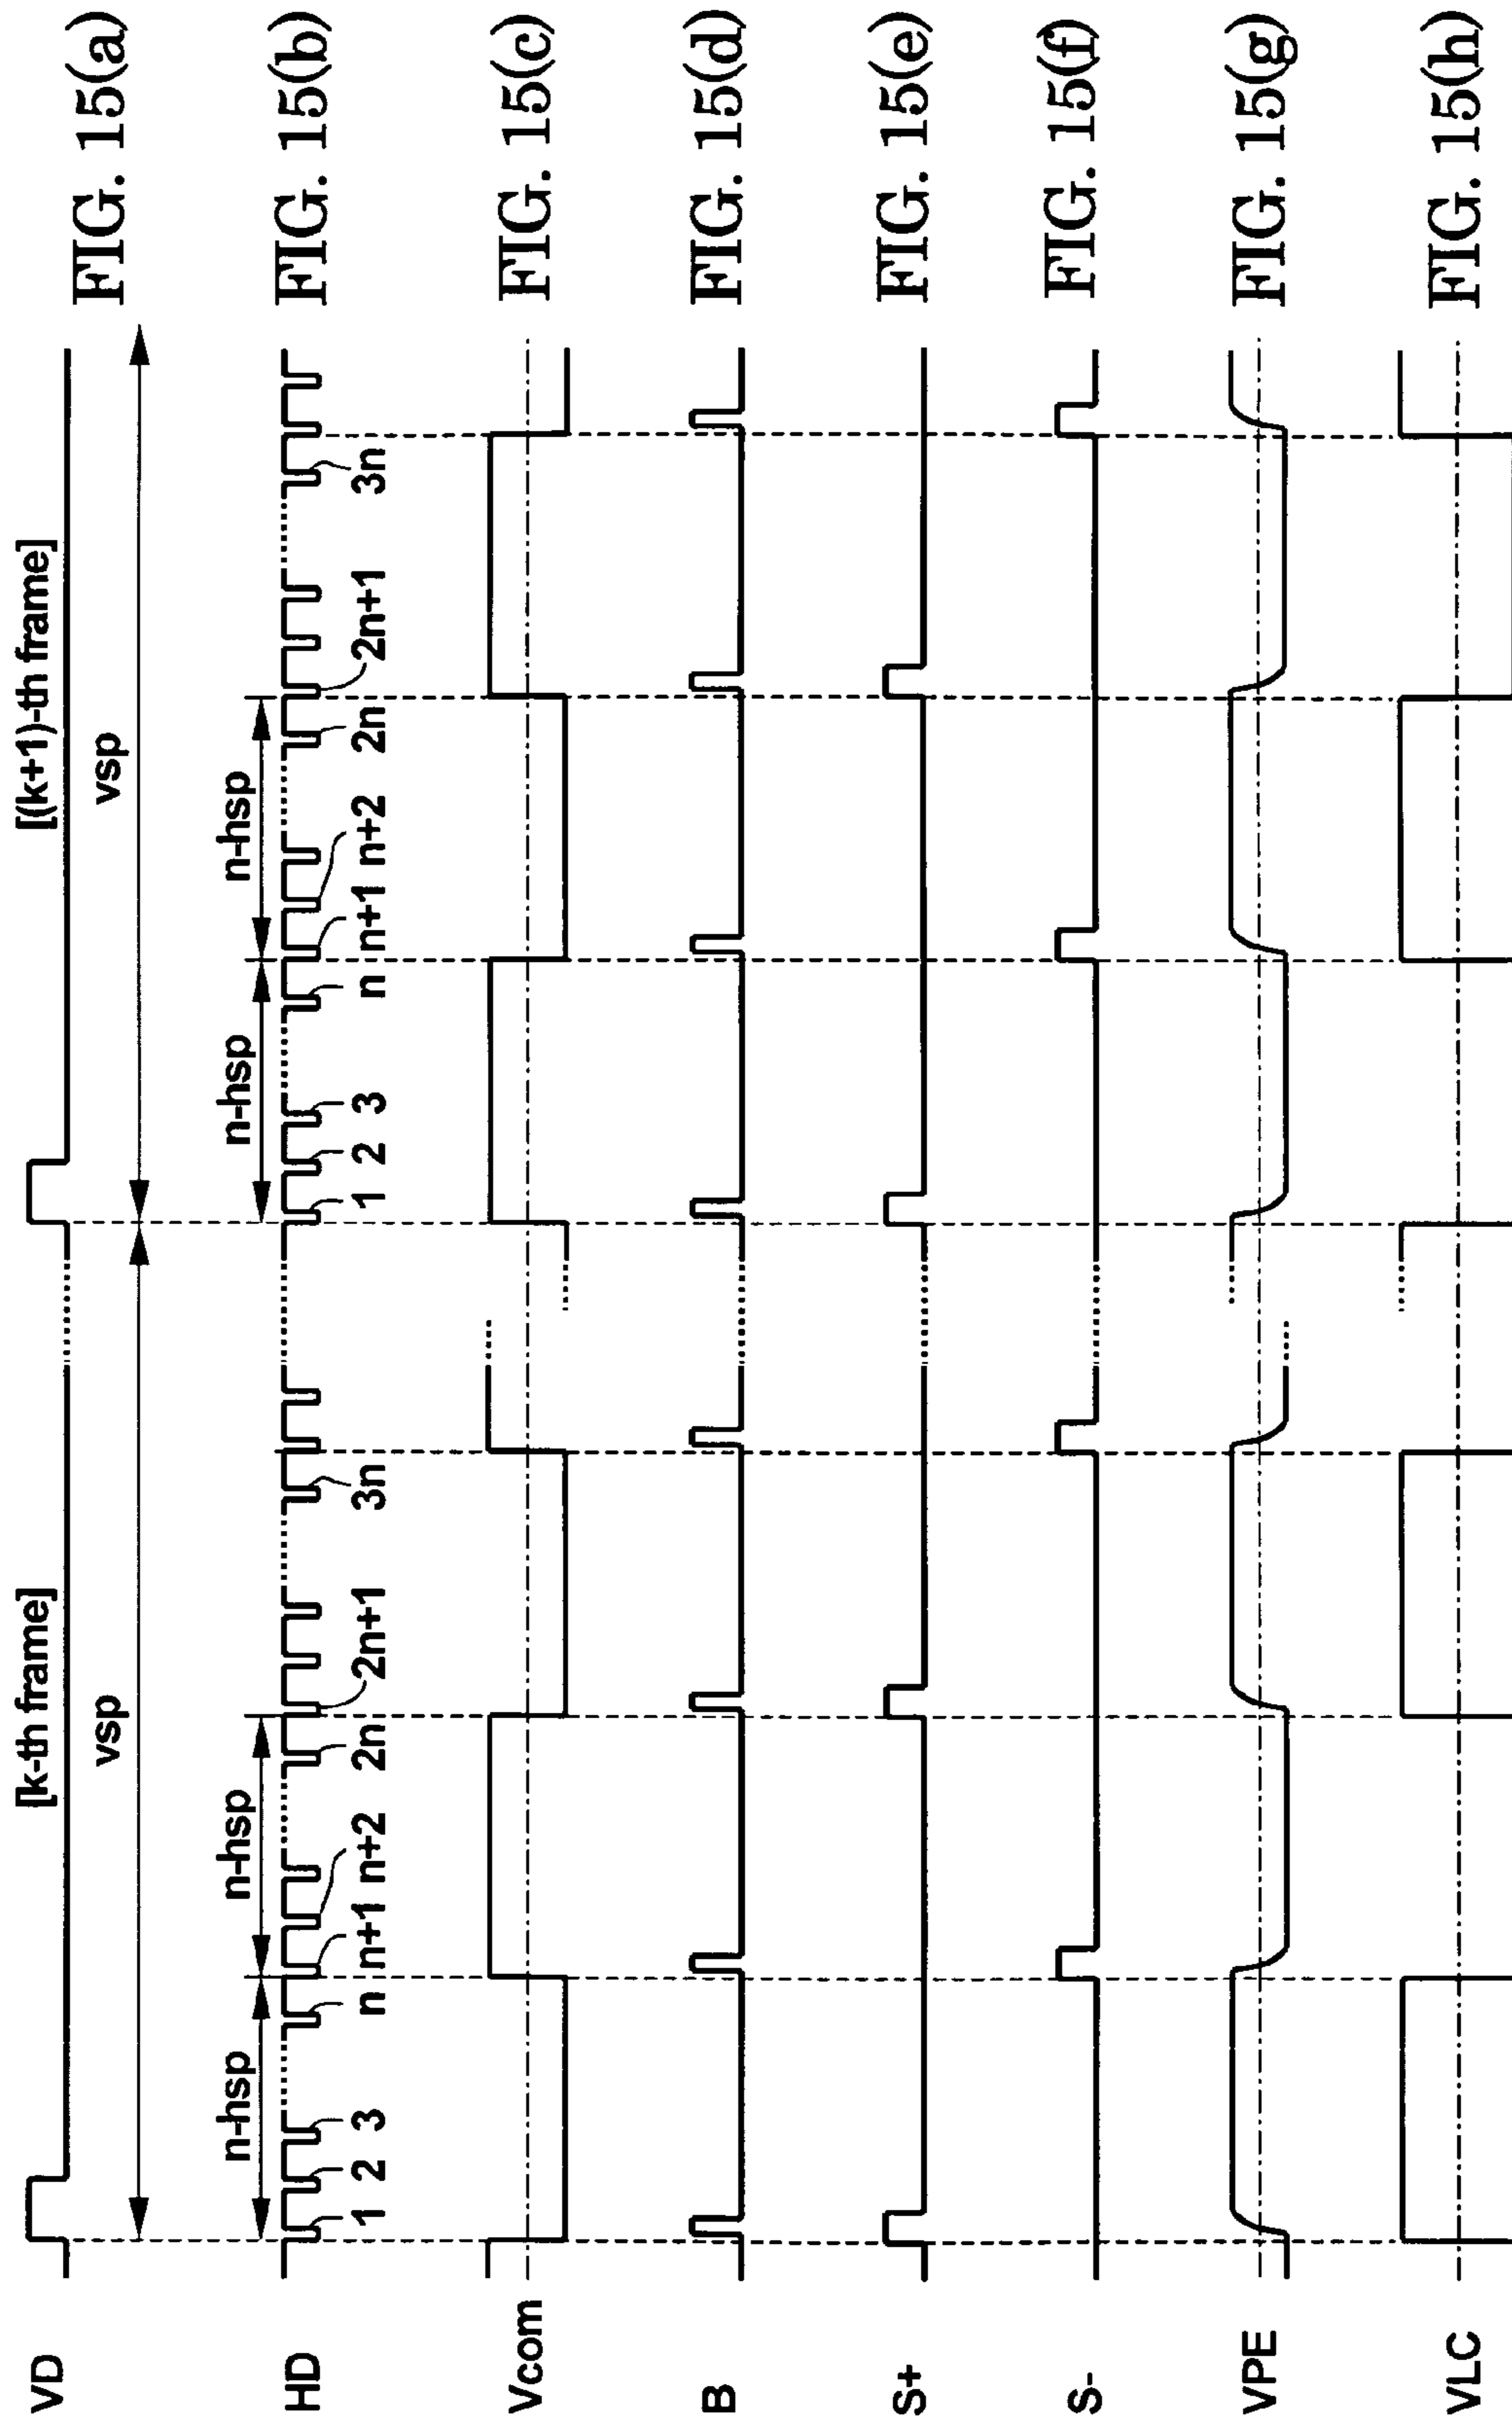 [k-th frame] [(k+1)-th frame]
VD FIG. 15(a)
vsp vsp
n-hsp n-hsp n-hsp n-hsp
HD FIG. 15(b)
1 2 3 n n+1 n+2 2n 2n+1 3n 1 2 3 n n+1 n+2 2n 2n+1 3n
Vcom FIG. 15(c)
B FIG. 15(d)
S+ FIG. 15(e)
S- FIG. 15(f)
VPE FIG. 15(g)
VLC FIG. 15(h)